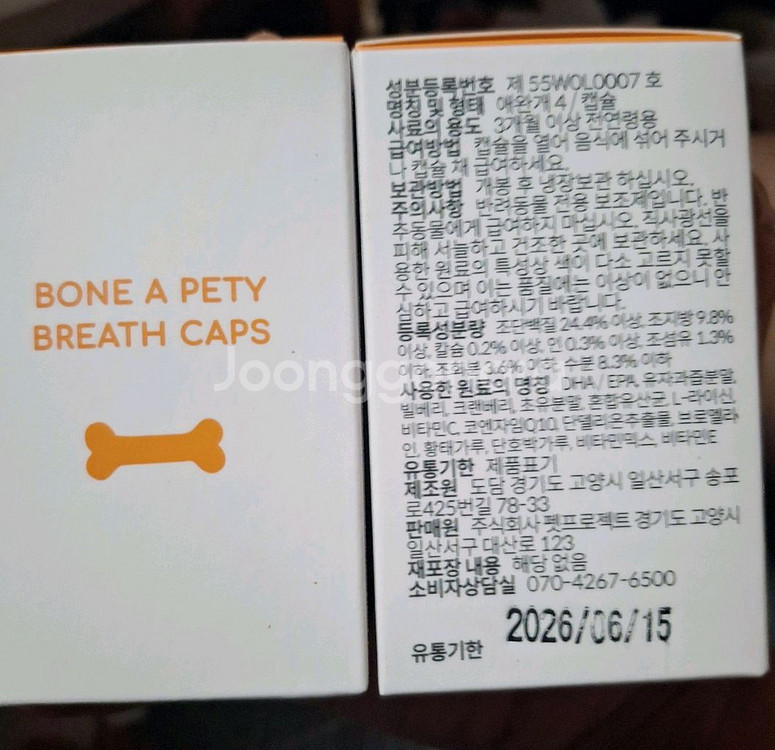 BONE A PETY
BREATH CAPS
성분등록번호 제 55WOL0007 호
명칭 및 형태 애완개 4 / 캡슐
사료의 용도 3개월 이상 전연령용
급여방법 캡슐을 열어 음식에 섞어 주시거
나 캡슐 채 급여하세요.
보관방법 개봉 후 냉장보관 하십시오.
주의사항 반려동물 전용 보조제입니다. 반
추동물에게 급여하지 마십시오. 직사광선을
피해 서늘하고 건조한 곳에 보관하세요. 사
용한 원료의 특성상 색이 다소 고르지 못할
수 있으며 이는 품질에는 이상이 없으니 안
심하고 급여하시기 바랍니다.
등록성분량 조단백질 24.4% 이상, 조지방 9.8%
이상, 칼슘 0.2% 이상, 인 0.3% 이상, 조섬유 1.3%
이하, 조회분 3.6% 이하, 수분 8.3% 이하
사용한 원료의 명칭 DHA / EPA, 유자과즙분말,
빌베리, 크랜베리, 초유분말, 혼합유산균, L-라이신,
비타민C, 코엔자임Q10, 단델리온추출물, 브로멜라
인, 황태가루, 단호박가루, 비타민믹스, 비타민E
유통기한 제품표기
제조원 도담 경기도 고양시 일산서구 송포
로425번길 78-33
판매원 주식회사 펫프로젝트 경기도 고양시
일산서구 대산로 123
재포장 내용 해당 없음
소비자상담실 070-4267-6500
유통기한 2026/06/15